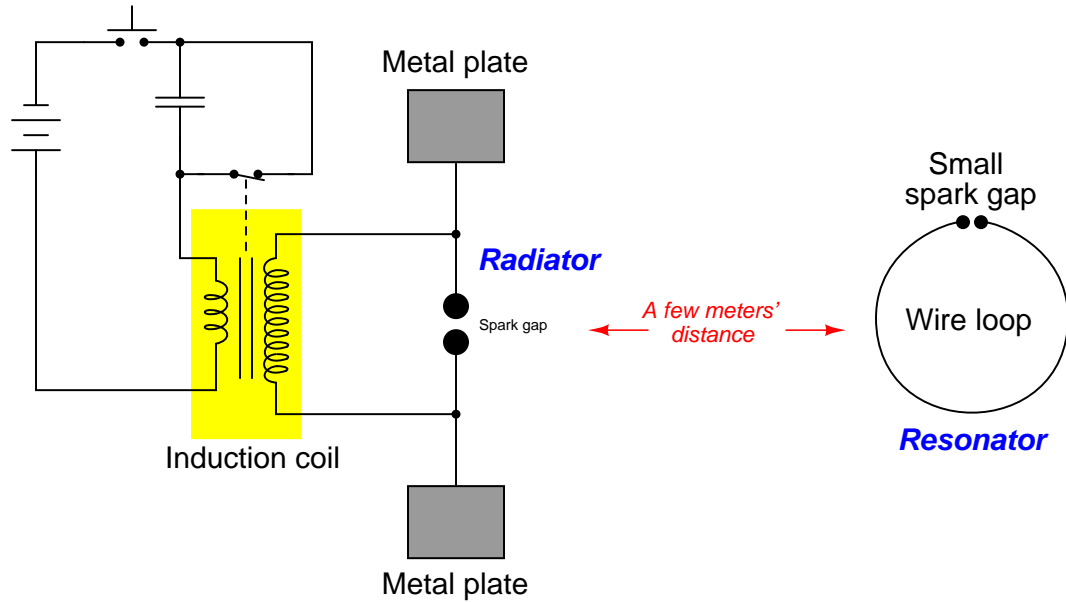 Metal plate
Small
spark gap
Radiator
A few meters'
distance
Spark gap
Wire loop
Resonator
Induction coil
Metal plate